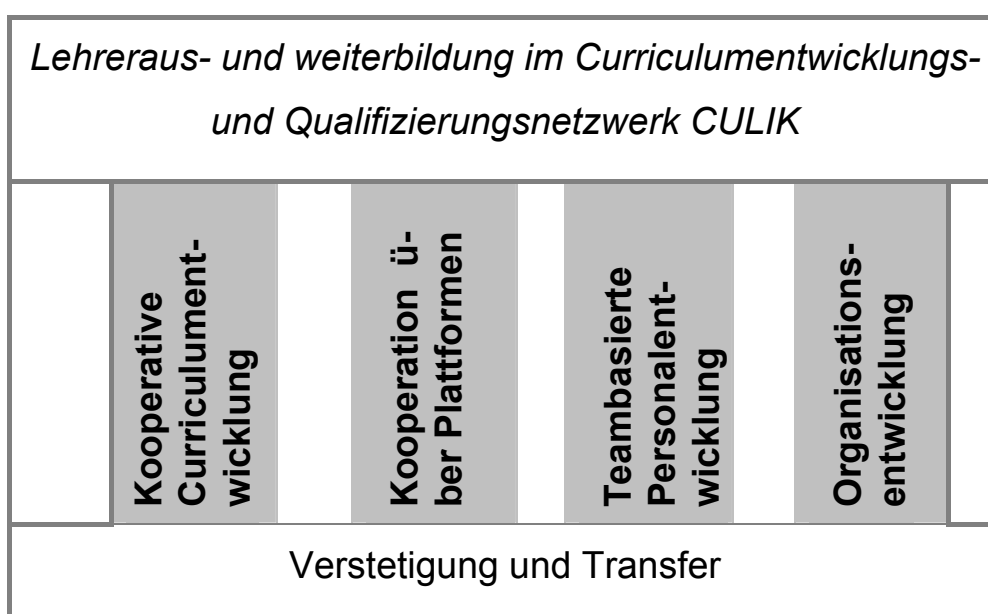 Lehreraus- und weiterbildung im Curriculumentwicklungs-
und Qualifizierungsnetzwerk CULIK
Kooperative
Curriculument-
wicklung
Kooperation ü-
ber Plattformen
Teambasierte
Personalent-
wicklung
Organisations-
entwicklung
Verstetigung und Transfer